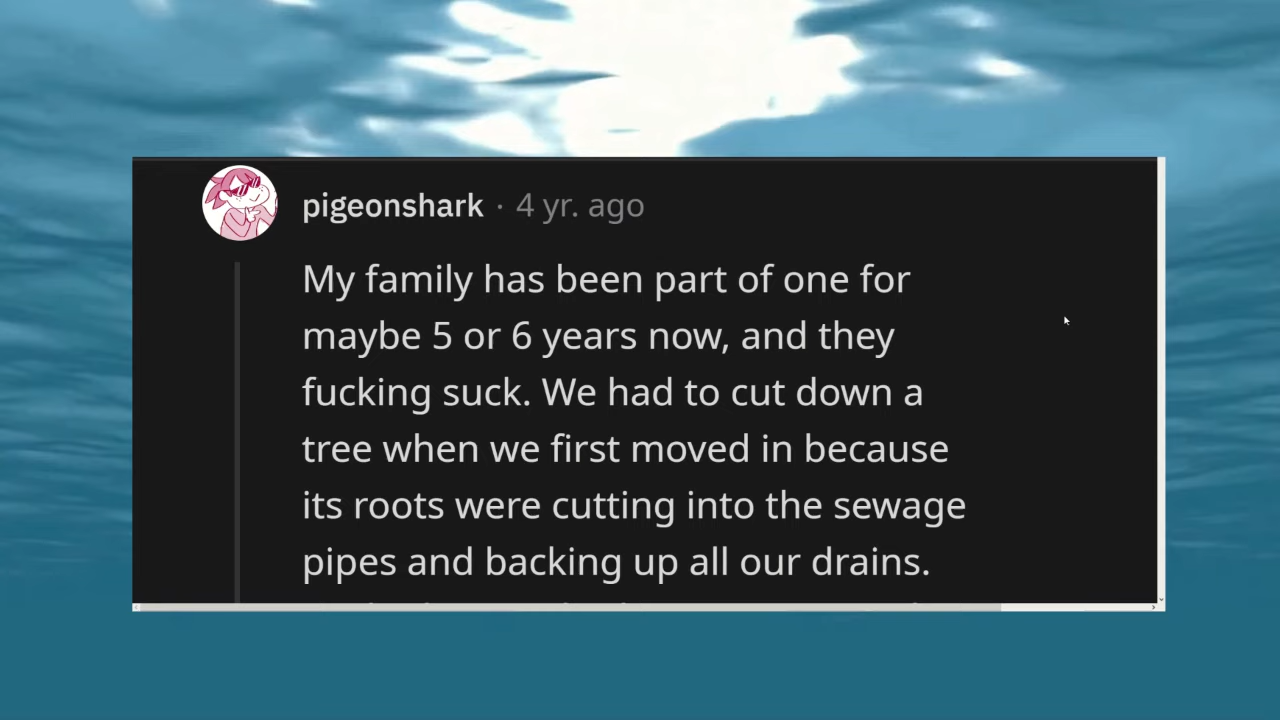 pigeonshark · 4 yr. ago
My family has been part of one for
maybe 5 or 6 years now, and they
fucking suck. We had to cut down a
tree when we first moved in because
its roots were cutting into the sewage
pipes and backing up all our drains.